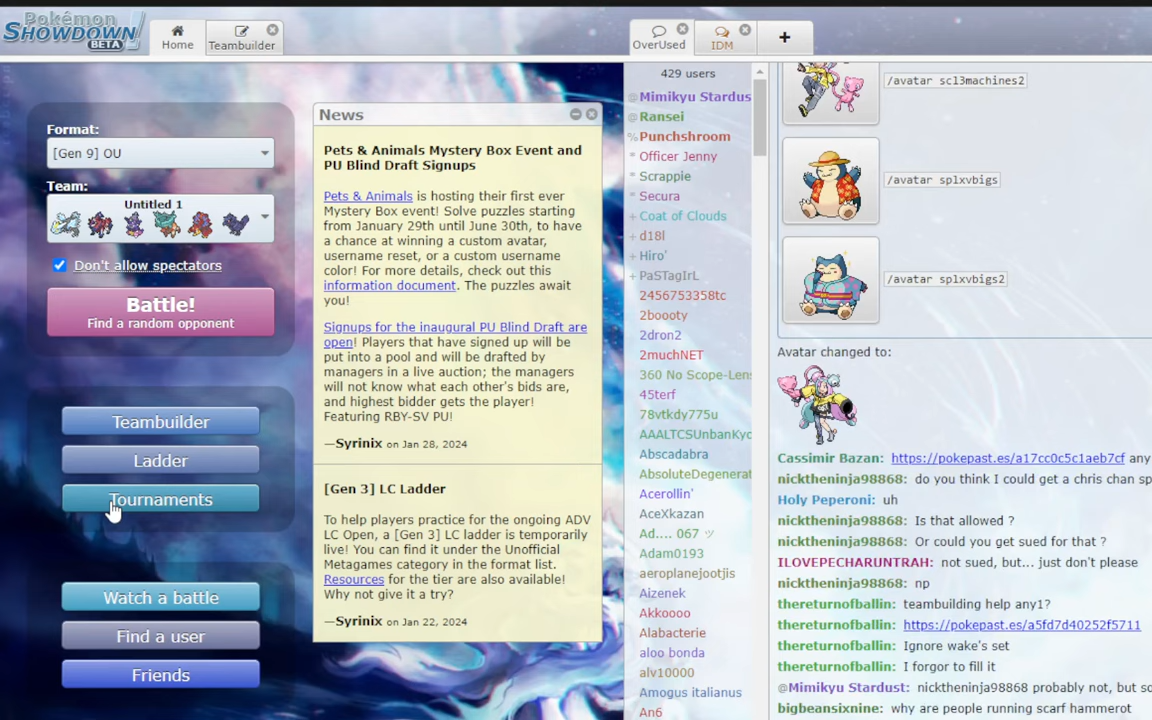 Pokémon
SHOWDOWN!
BETA
Home
Teambuilder
OverUsed
IDM
+
Format:
[Gen 9] OU
Team:
Untitled 1
Don't allow spectators
Battle!
Find a random opponent
Teambuilder
Ladder
Tournaments
Watch a battle
Find a user
Friends
News
Pets & Animals Mystery Box Event and
PU Blind Draft Signups
Pets & Animals is hosting their first ever
Mystery Box event! Solve puzzles starting
from January 29th until June 30th, to have
a chance at winning a custom avatar,
username reset, or a custom username
color! For more details, check out this
information document. The puzzles await
you!
Signups for the inaugural PU Blind Draft are
open! Players that have signed up will be
put into a pool and will be drafted by
managers in a live auction; the managers
will not know what each other's bids are,
and highest bidder gets the player!
Featuring RBY-SV PU!
—Syrinix on Jan 28, 2024
[Gen 3] LC Ladder
To help players practice for the ongoing ADV
LC Open, a [Gen 3] LC ladder is temporarily
live! You can find it under the Unofficial
Metagames category in the format list.
Resources for the tier are also available!
Why not give it a try?
—Syrinix on Jan 22, 2024
429 users
@Mimikyu Stardus
@Ransei
%Punchshroom
*Officer Jenny
*Scrappie
*Secura
+Coat of Clouds
+d18l
+Hiro'
+PaSTagIrL
2456753358tc
2boooty
2dron2
2muchNET
360 No Scope-Lens
45terf
78vtkdy775u
AAALTCSUnbanKyo
Abscadabra
AbsoluteDegenerat
Acerollin'
AceXkazan
Ad.... 067 ッ
Adam0193
aeroplanejootjis
Aizenek
Akkoooo
Alabacterie
aloo bonda
alv10000
Amogus italianus
An6
/avatar scl3machines2
/avatar splxvbigs
/avatar splxvbigs2
Avatar changed to:
Cassimir Bazan: https://pokepast.es/a17cc0c5c1aeb7cf any
nicktheninja98868: do you think I could get a chris chan sp
Holy Peperoni: uh
nicktheninja98868: Is that allowed ?
nicktheninja98868: Or could you get sued for that ?
ILOVEPECHARUNTRAH: not sued, but... just don't please
nicktheninja98868: np
thereturnofballin: teambuilding help any1?
thereturnofballin: https://pokepast.es/a5fd7d40252f5711
thereturnofballin: Ignore wake's set
thereturnofballin: I forgor to fill it
@Mimikyu Stardust: nicktheninja98868 probably not, but so
bigbeansixnine: why are people running scarf hammerot